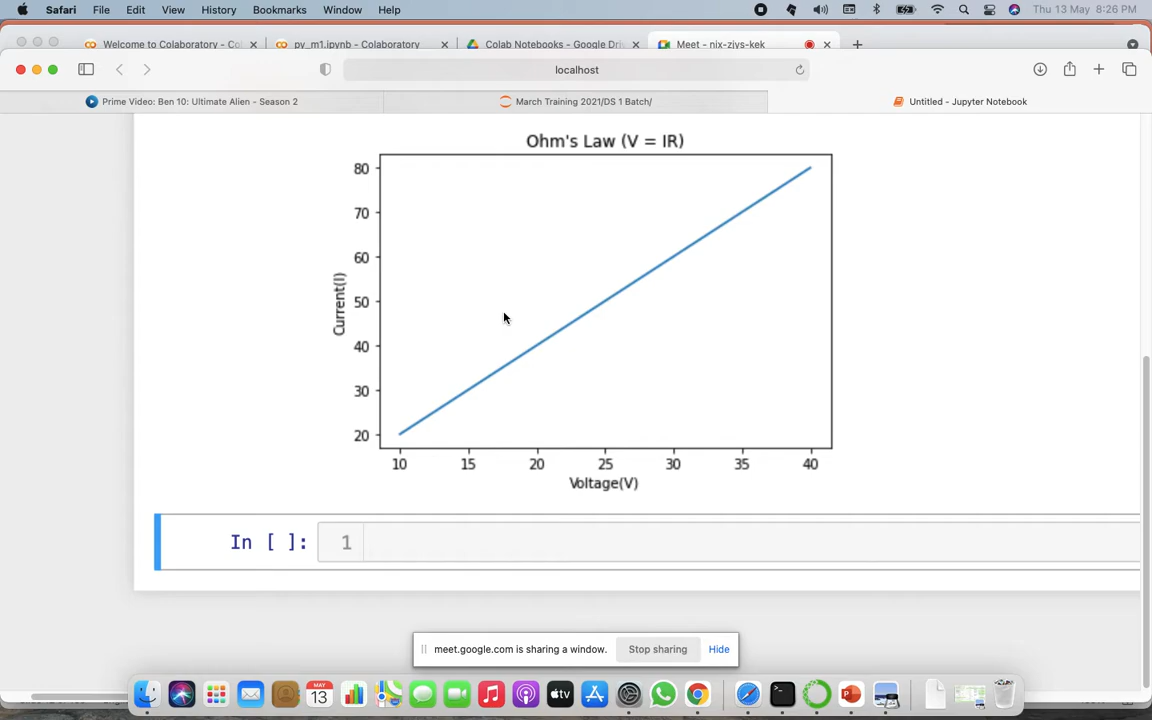 Safari File Edit View History Bookmarks Window Help Thu 13 May 8:26 PM
Welcome to Colaboratory - Co py_m1.ipynb - Colaboratory Colab Notebooks - Google Dri Meet - nix-zjys-kek
localhost
Prime Video: Ben 10: Ultimate Alien - Season 2 March Training 2021/DS 1 Batch/ Untitled - Jupyter Notebook
Ohm's Law (V = IR)
80
70
60
50
40
30
20
Current(I)
10 15 20 25 30 35 40
Voltage(V)
In [ ]: 1
meet.google.com is sharing a window. Stop sharing Hide
MAY
13
tv